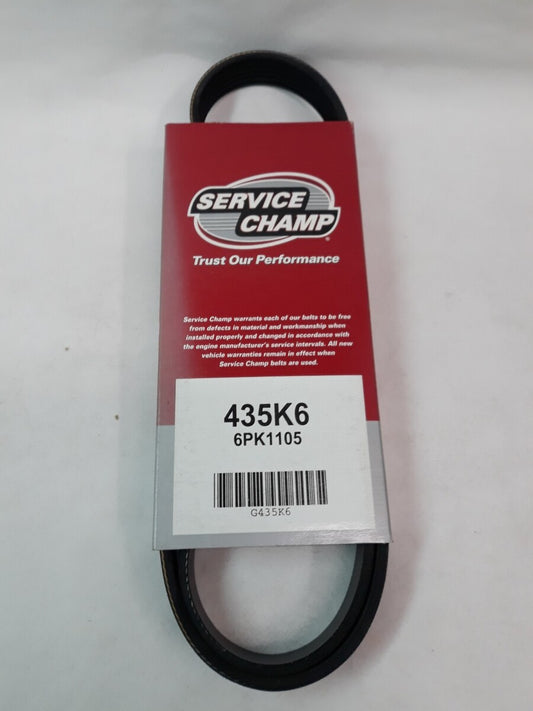 SERVICE
CHAMP®
Trust Our Performance
Service Champ warrants each of our belts to be free
from defects in material and workmanship when
installed properly and changed in accordance with
the engine manufacturer's service intervals. All new
vehicle warranties remain in effect when
Service Champ belts are used.
435K6
6PK1105
G435K6